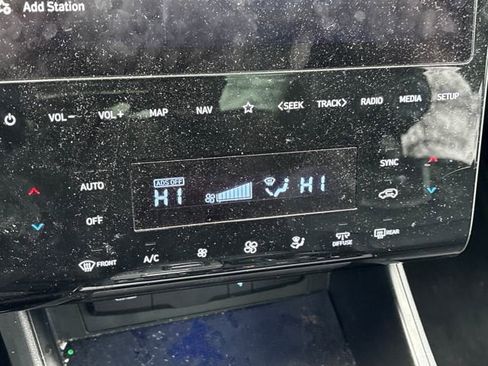 Add Station
VOL− VOL+ MAP NAV ☆ <SEEK TRACK> RADIO MEDIA SETUP
AUTO ADS OFF SYNC
HI HI
OFF
FRONT A/C DIFFUSE REAR